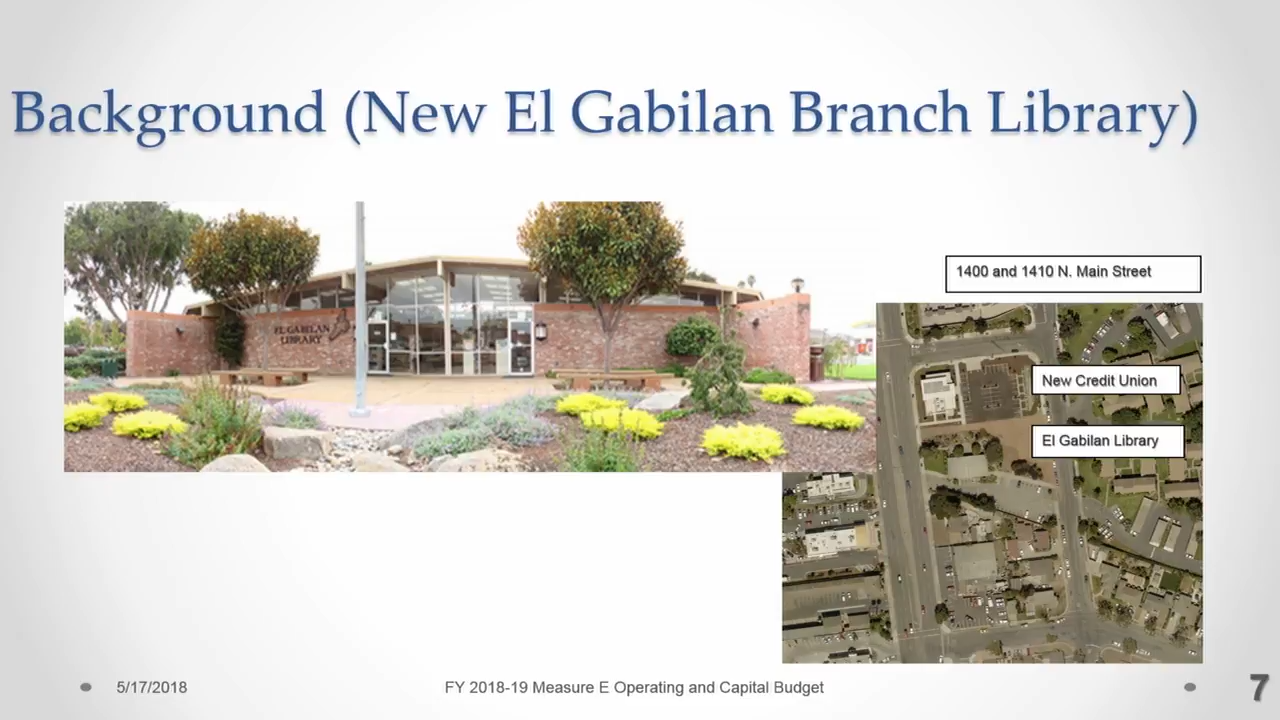 Background (New El Gabilan Branch Library)
EL GABILAN
LIBRARY
1400 and 1410 N. Main Street
New Credit Union
El Gabilan Library
5/17/2018
FY 2018-19 Measure E Operating and Capital Budget
7